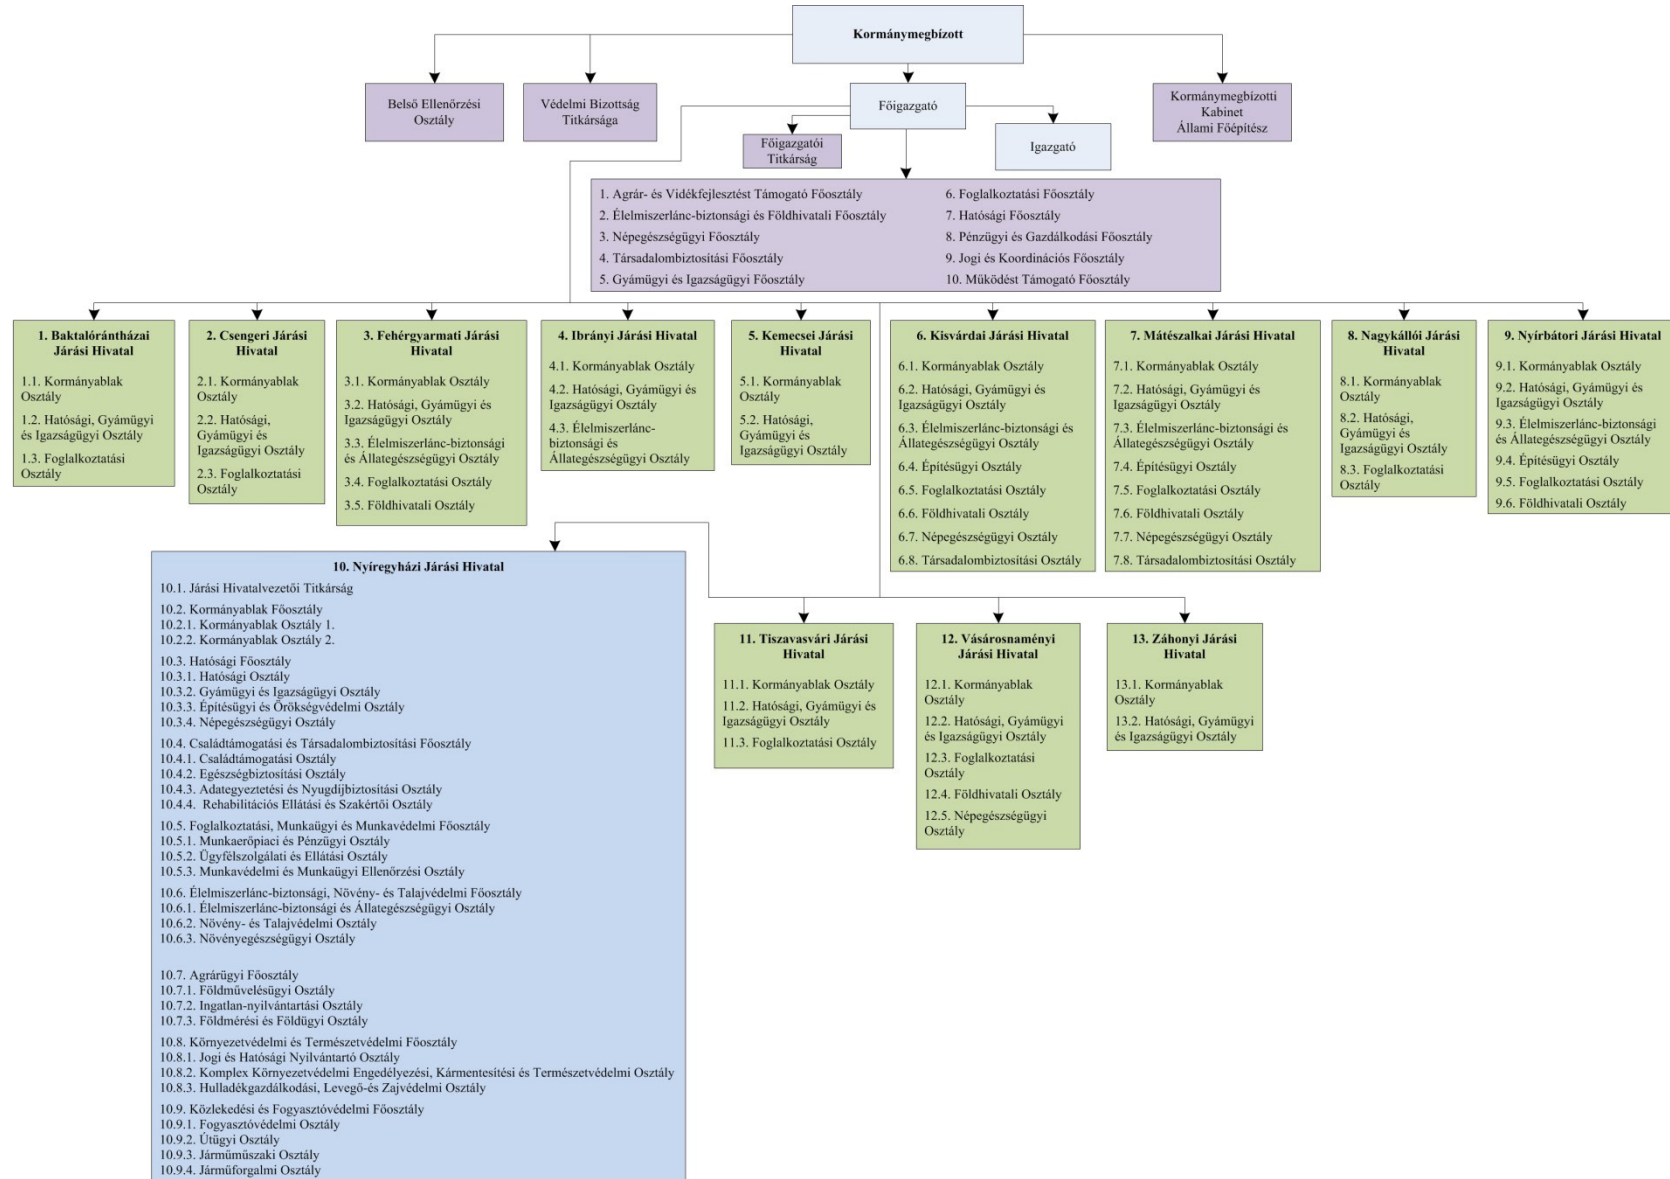 Kormánymegbízott
Belső Ellenőrzési
Osztály
Védelmi Bizottság
Titkársága
Főigazgató
Kormánymegbízotti
Kabinet
Állami Főépítész
Főigazgatói
Titkárság
Igazgató
1. Agrár- és Vidékfejlesztést Támogató Főosztály
2. Élelmiszerlánc-biztonsági és Földhivatali Főosztály
3. Népegészségügyi Főosztály
4. Társadalombiztosítási Főosztály
5. Gyámügyi és Igazságügyi Főosztály
6. Foglalkoztatási Főosztály
7. Hatósági Főosztály
8. Pénzügyi és Gazdálkodási Főosztály
9. Jogi és Koordinációs Főosztály
10. Működést Támogató Főosztály
1. Baktalórántházai
Járási Hivatal
1.1. Kormányablak
Osztály
1.2. Hatósági, Gyámügyi
és Igazságügyi Osztály
1.3. Foglalkoztatási
Osztály
2. Csengeri Járási
Hivatal
2.1. Kormányablak
Osztály
2.2. Hatósági,
Gyámügyi és
Igazságügyi Osztály
2.3. Foglalkoztatási
Osztály
3. Fehérgyarmati Járási
Hivatal
3.1. Kormányablak Osztály
3.2. Hatósági, Gyámügyi és
Igazságügyi Osztály
3.3. Élelmiszerlánc-biztonsági
és Állategészségügyi Osztály
3.4. Foglalkoztatási Osztály
3.5. Földhivatali Osztály
4. Ibrányi Járási Hivatal
4.1. Kormányablak Osztály
4.2. Hatósági, Gyámügyi és
Igazságügyi Osztály
4.3. Élelmiszerlánc-
biztonsági és
Állategészségügyi Osztály
5. Kemecsei Járási
Hivatal
5.1. Kormányablak
Osztály
5.2. Hatósági,
Gyámügyi és
Igazságügyi Osztály
6. Kisvárdai Járási Hivatal
6.1. Kormányablak Osztály
6.2. Hatósági, Gyámügyi és
Igazságügyi Osztály
6.3. Élelmiszerlánc-biztonsági és
Állategészségügyi Osztály
6.4. Építésügyi Osztály
6.5. Foglalkoztatási Osztály
6.6. Földhivatali Osztály
6.7. Népegészségügyi Osztály
6.8. Társadalombiztosítási Osztály
7. Mátészalkai Járási Hivatal
7.1. Kormányablak Osztály
7.2. Hatósági, Gyámügyi és
Igazságügyi Osztály
7.3. Élelmiszerlánc-biztonsági és
Állategészségügyi Osztály
7.4. Építésügyi Osztály
7.5. Foglalkoztatási Osztály
7.6. Földhivatali Osztály
7.7. Népegészségügyi Osztály
7.8. Társadalombiztosítási Osztály
8. Nagykállói Járási
Hivatal
8.1. Kormányablak
Osztály
8.2. Hatósági,
Gyámügyi és
Igazságügyi Osztály
8.3. Foglalkoztatási
Osztály
9. Nyírbátori Járási Hivatal
9.1. Kormányablak Osztály
9.2. Hatósági, Gyámügyi és
Igazságügyi Osztály
9.3. Élelmiszerlánc-biztonsági
és Állategészségügyi Osztály
9.4. Építésügyi Osztály
9.5. Foglalkoztatási Osztály
9.6. Földhivatali Osztály
10. Nyíregyházi Járási Hivatal
10.1. Járási Hivatalvezetői Titkárság
10.2. Kormányablak Főosztály
10.2.1. Kormányablak Osztály 1.
10.2.2. Kormányablak Osztály 2.
10.3. Hatósági Főosztály
10.3.1. Hatósági Osztály
10.3.2. Gyámügyi és Igazságügyi Osztály
10.3.3. Építésügyi és Örökségvédelmi Osztály
10.3.4. Népegészségügyi Osztály
10.4. Családtámogatási és Társadalombiztosítási Főosztály
10.4.1. Családtámogatási Osztály
10.4.2. Egészségbiztosítási Osztály
10.4.3. Adategyeztetési és Nyugdíjbiztosítási Osztály
10.4.4. Rehabilitációs Ellátási és Szakértői Osztály
10.5. Foglalkoztatási, Munkaügyi és Munkavédelmi Főosztály
10.5.1. Munkaerőpiaci és Pénzügyi Osztály
10.5.2. Ügyfélszolgálati és Ellátási Osztály
10.5.3. Munkavédelmi és Munkaügyi Ellenőrzési Osztály
10.6. Élelmiszerlánc-biztonsági, Növény- és Talajvédelmi Főosztály
10.6.1. Élelmiszerlánc-biztonsági és Állategészségügyi Osztály
10.6.2. Növény- és Talajvédelmi Osztály
10.6.3. Növényegészségügyi Osztály
10.7. Agrárügyi Főosztály
10.7.1. Földművelésügyi Osztály
10.7.2. Ingatlan-nyilvántartási Osztály
10.7.3. Földmérési és Földügyi Osztály
10.8. Környezetvédelmi és Természetvédelmi Főosztály
10.8.1. Jogi és Hatósági Nyilvántartó Osztály
10.8.2. Komplex Környezetvédelmi Engedélyezési, Kármentesítési és Természetvédelmi Osztály
10.8.3. Hulladékgazdálkodási, Levegő-és Zajvédelmi Osztály
10.9. Közlekedési és Fogyasztóvédelmi Főosztály
10.9.1. Fogyasztóvédelmi Osztály
10.9.2. Útügyi Osztály
10.9.3. Járműműszaki Osztály
10.9.4. Járműforgalmi Osztály
11. Tiszavasvári Járási
Hivatal
11.1. Kormányablak Osztály
11.2. Hatósági, Gyámügyi és
Igazságügyi Osztály
11.3. Foglalkoztatási Osztály
12. Vásárosnaményi
Járási Hivatal
12.1. Kormányablak
Osztály
12.2. Hatósági, Gyámügyi
és Igazságügyi Osztály
12.3. Foglalkoztatási
Osztály
12.4. Földhivatali Osztály
12.5. Népegészségügyi
Osztály
13. Záhonyi Járási
Hivatal
13.1. Kormányablak
Osztály
13.2. Hatósági, Gyámügyi
és Igazságügyi Osztály